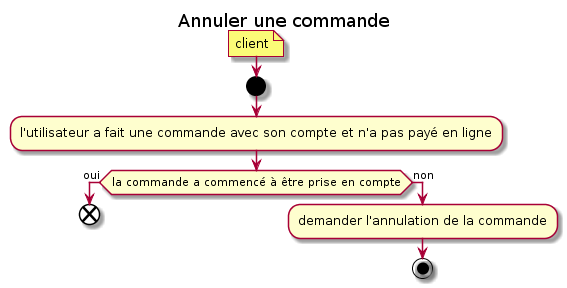 Annuler une commande
client
l'utilisateur a fait une commande avec son compte et n'a pas payé en ligne
oui
la commande a commencé à être prise en compte
non
demander l'annulation de la commande